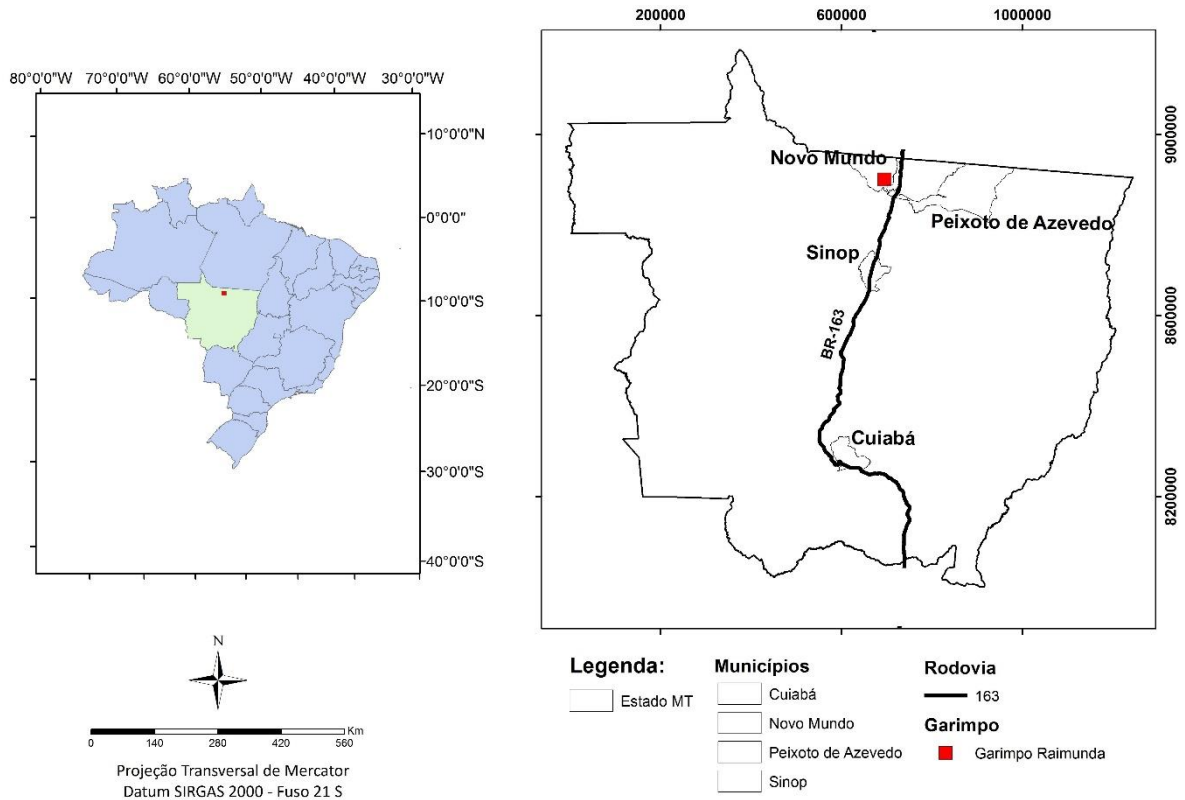 80°0'0"W 70°0'0"W 60°0'0"W 50°0'0"W 40°0'0"W 30°0'0"W
10°0'0"N
0°0'0"
10°0'0"S
20°0'0"S
30°0'0"S
40°0'0"S
N
0 140 280 420 560 Km
Projeção Transversal de Mercator
Datum SIRGAS 2000 - Fuso 21 S
200000 600000 1000000
9000000
8600000
8200000
Novo Mundo
Peixoto de Azevedo
Sinop
BR-163
Cuiabá
Legenda:
Estado MT
Municípios
Cuiabá
Novo Mundo
Peixoto de Azevedo
Sinop
Rodovia
163
Garimpo
Garimpo Raimunda